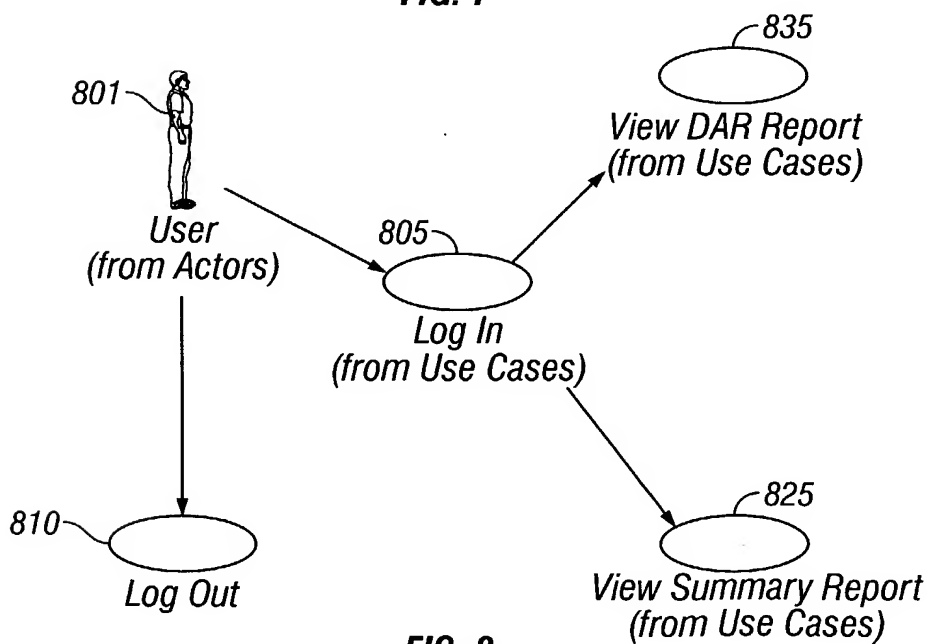 835
801
View DAR Report
(from Use Cases)
User
(from Actors)
805
Log In
(from Use Cases)
810
Log Out
825
View Summary Report
(from Use Cases)